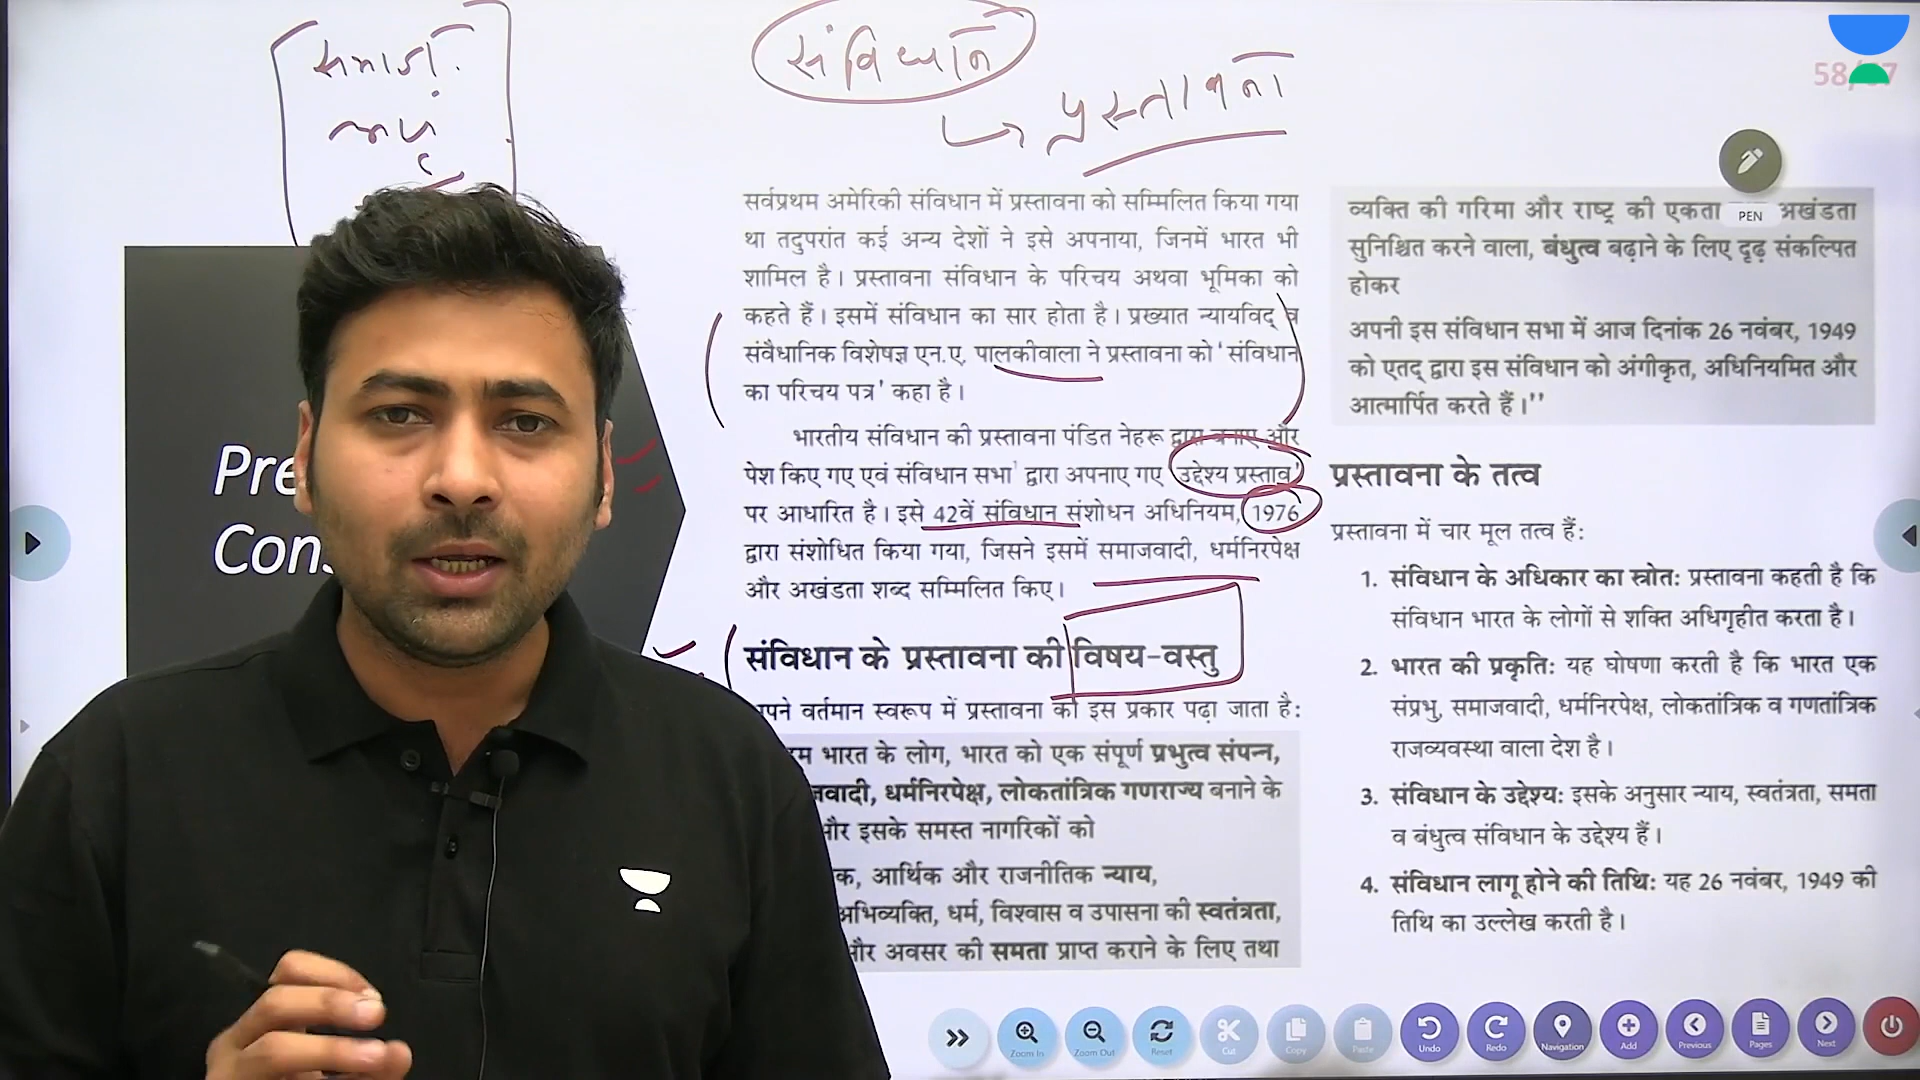 संविधान
प्रस्तावना
58/
PEN
सर्वप्रथम अमेरिकी संविधान में प्रस्तावना को सम्मिलित किया गया
था तदुपरांत कई अन्य देशों ने इसे अपनाया, जिनमें भारत भी
शामिल है। प्रस्तावना संविधान के परिचय अथवा भूमिका को
कहते हैं। इसमें संविधान का सार होता है। प्रख्यात न्यायविद् व
संवैधानिक विशेषज्ञ एन.ए. पालकीवाला ने प्रस्तावना को 'संविधान
का परिचय पत्र' कहा है।
भारतीय संविधान की प्रस्तावना पंडित नेहरू द्वारा बनाए और
पेश किए गए एवं संविधान सभा द्वारा अपनाए गए 'उद्देश्य प्रस्ताव'
पर आधारित है। इसे 42वें संविधान संशोधन अधिनियम, 1976
द्वारा संशोधित किया गया, जिसने इसमें समाजवादी, धर्मनिरपेक्ष
और अखंडता शब्द सम्मिलित किए।
संविधान के प्रस्तावना की विषय-वस्तु
वर्तमान स्वरूप में प्रस्तावना को इस प्रकार पढ़ा जाता है:
भारत के लोग, भारत को एक संपूर्ण प्रभुत्व संपन्न,
धर्मनिरपेक्ष, लोकतांत्रिक गणराज्य बनाने के
और इसके समस्त नागरिकों को
आर्थिक और राजनीतिक न्याय,
अभिव्यक्ति, धर्म, विश्वास व उपासना की स्वतंत्रता,
और अवसर की समता प्राप्त कराने के लिए तथा
व्यक्ति की गरिमा और राष्ट्र की एकता अखंडता
सुनिश्चित करने वाला, बंधुत्व बढ़ाने के लिए दृढ़ संकल्पित
होकर
अपनी इस संविधान सभा में आज दिनांक 26 नवंबर, 1949
को एतद् द्वारा इस संविधान को अंगीकृत, अधिनियमित और
आत्मार्पित करते हैं।''
प्रस्तावना के तत्व
प्रस्तावना में चार मूल तत्व हैं:
1. संविधान के अधिकार का स्रोत: प्रस्तावना कहती है कि
संविधान भारत के लोगों से शक्ति अधिगृहीत करता है।
2. भारत की प्रकृति: यह घोषणा करती है कि भारत एक
संप्रभु, समाजवादी, धर्मनिरपेक्ष, लोकतांत्रिक व गणतांत्रिक
राजव्यवस्था वाला देश है।
3. संविधान के उद्देश्य: इसके अनुसार न्याय, स्वतंत्रता, समता
व बंधुत्व संविधान के उद्देश्य हैं।
4. संविधान लागू होने की तिथि: यह 26 नवंबर, 1949 की
तिथि का उल्लेख करती है।
Pre
Cons
Zoom In Zoom Out Reset Cut Copy Paste Undo Redo Navigation Add Previous Pages Next